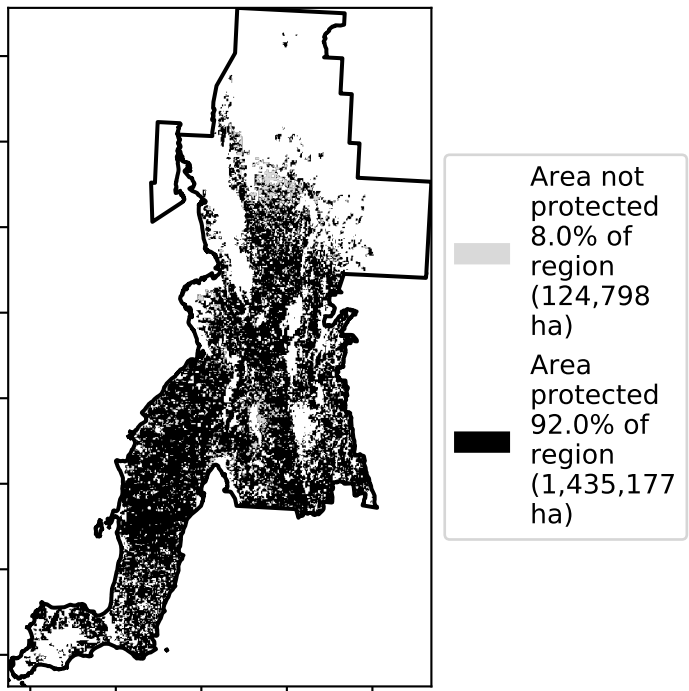 Area not
protected
8.0% of
region
(124,798
ha)
Area
protected
92.0% of
region
(1,435,177
ha)